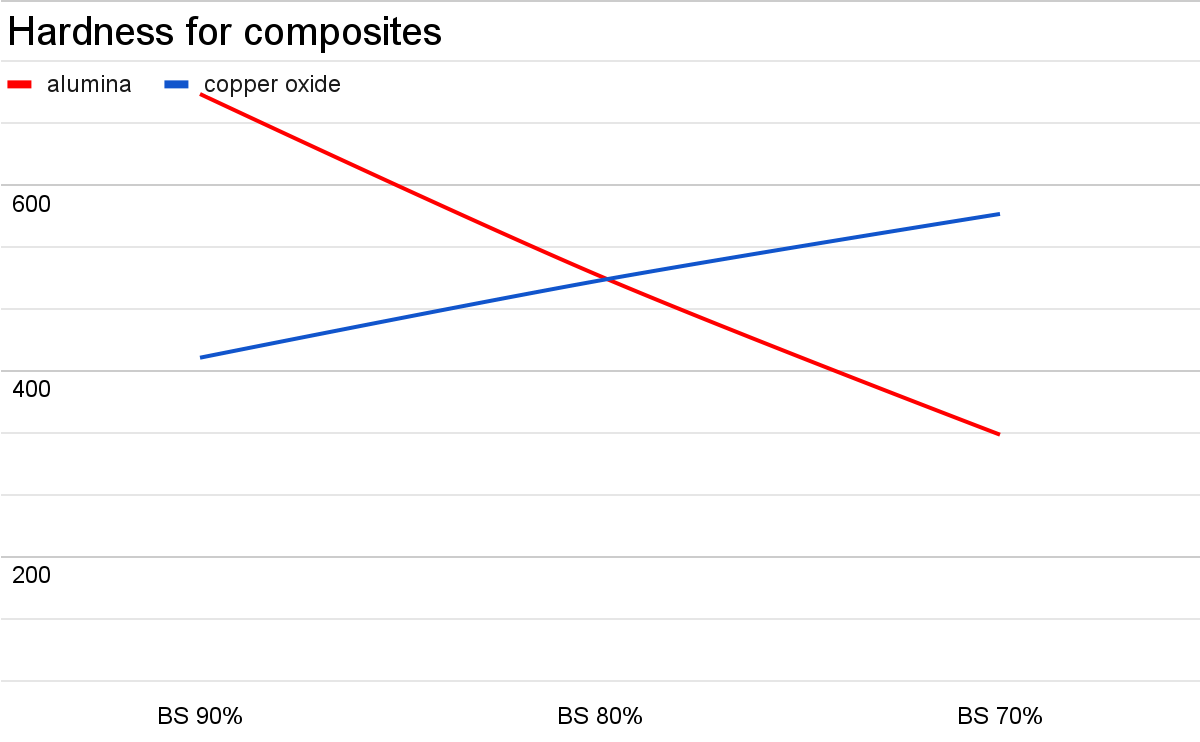 Hardness for composites
alumina copper oxide
600
400
200
BS 90% BS 80% BS 70%